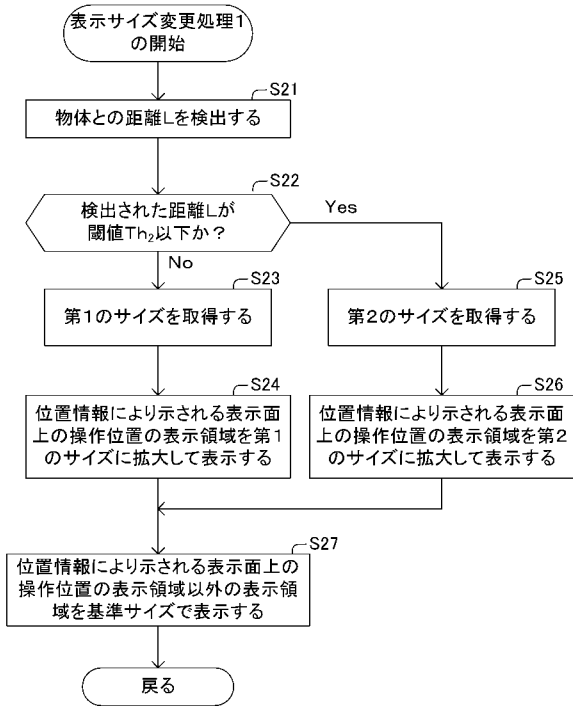 表示サイズ変更処理1
の開始
S21
物体との距離Lを検出する
S22
検出された距離Lが
閾値Th₂以下か？
Yes
No
S23
第1のサイズを取得する
S25
第2のサイズを取得する
S24
位置情報により示される表示面
上の操作位置の表示領域を第1
のサイズに拡大して表示する
S26
位置情報により示される表示面
上の操作位置の表示領域を第2
のサイズに拡大して表示する
S27
位置情報により示される表示面上の
操作位置の表示領域以外の表示領
域を基準サイズで表示する
戻る